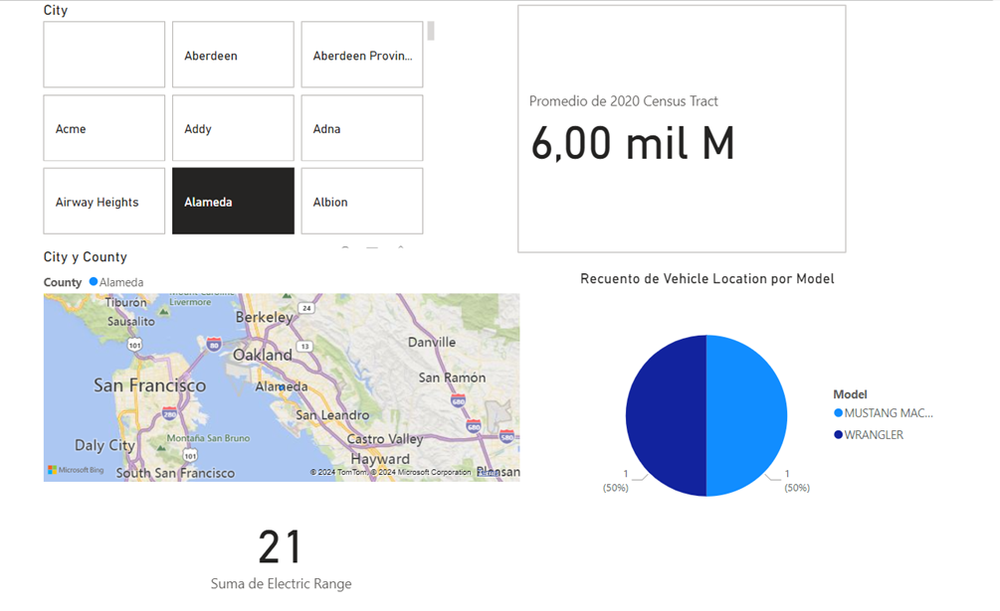 City
Aberdeen
Aberdeen Provin...
Acme
Addy
Adna
Airway Heights
Alameda
Albion
Promedio de 2020 Census Tract
6,00 mil M
City y County
County Alameda
Tiburón
Livermore
Sausalito
Berkeley
24
101
80
13
Oakland
Danville
San Francisco
Alameda
San Ramón
680
280
San Leandro
680
580
Daly City
Montaña San Bruno
Castro Valley
101
Hayward
Microsoft Bing
South San Francisco
© 2024 TomTom, © 2024 Microsoft Corporation
Recuento de Vehicle Location por Model
Model
MUSTANG MAC...
WRANGLER
1
(50%)
1
(50%)
21
Suma de Electric Range